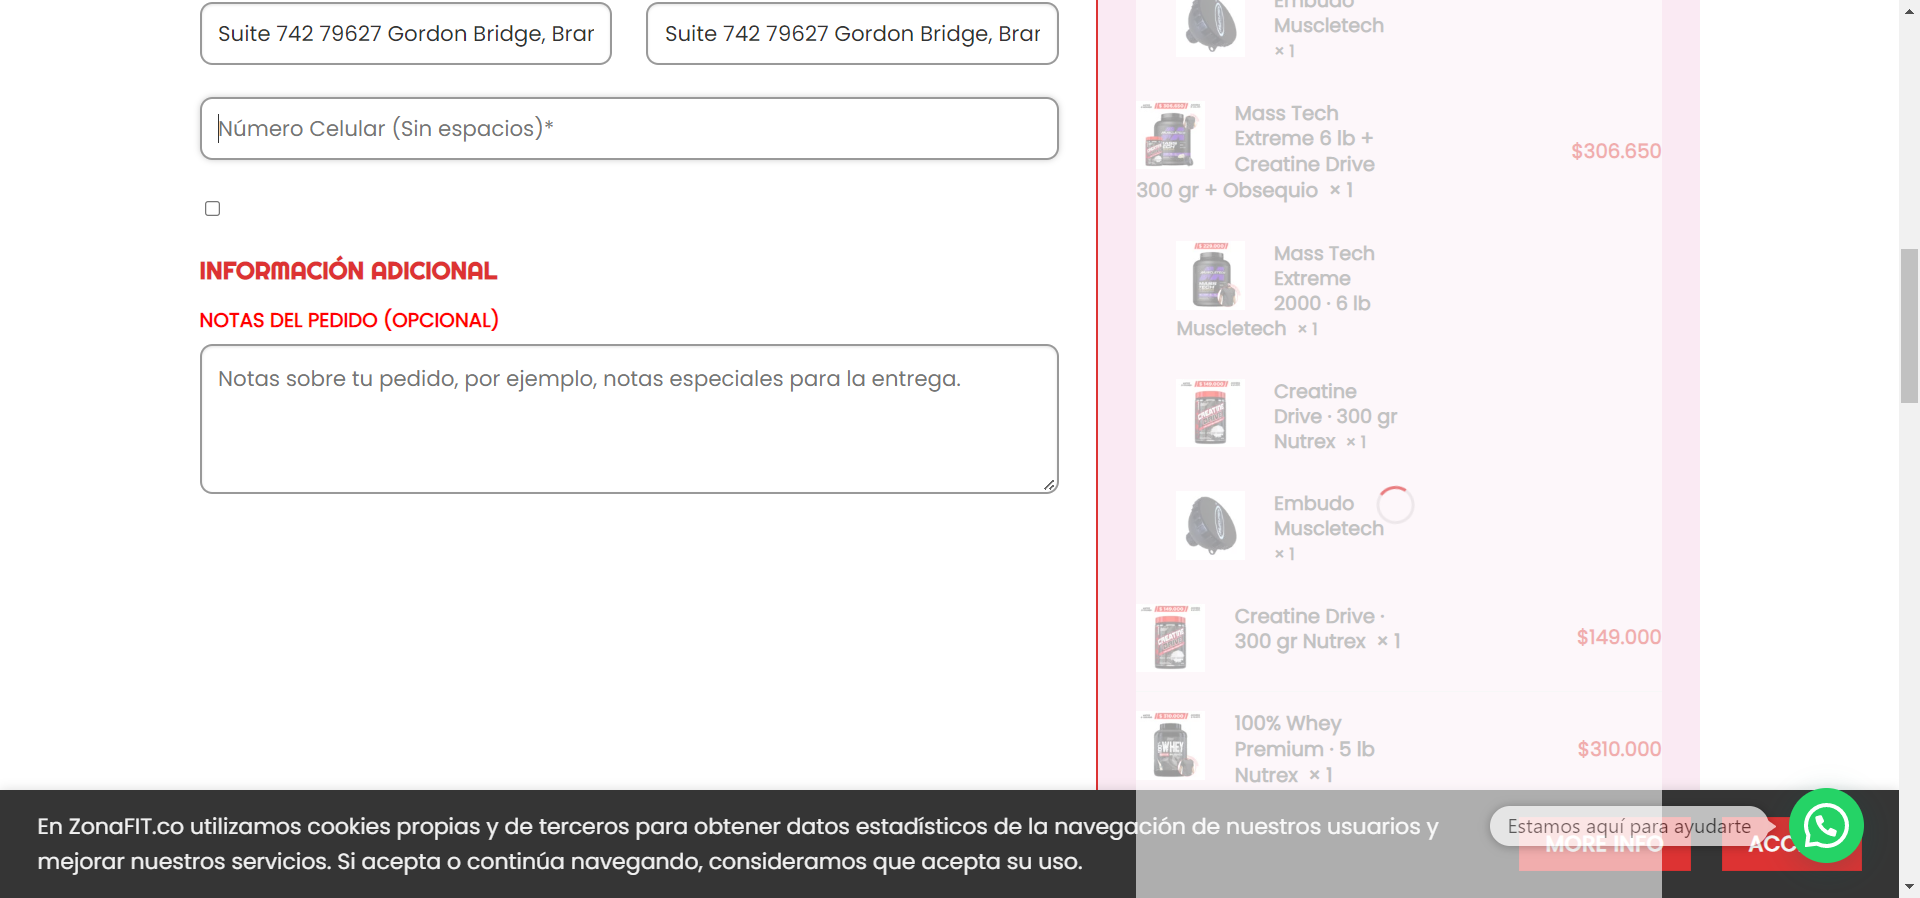 Suite 742 79627 Gordon Bridge, Brar
Suite 742 79627 Gordon Bridge, Brar
Número Celular (Sin espacios)*
INFORMACIÓN ADICIONAL
NOTAS DEL PEDIDO (OPCIONAL)
Notas sobre tu pedido, por ejemplo, notas especiales para la entrega.
Embudo
Muscletech
× 1
Mass Tech
Extreme 6 lb +
Creatine Drive
300 gr + Obsequio × 1
$306.650
Mass Tech
Extreme
2000 · 6 lb
Muscletech × 1
Creatine
Drive · 300 gr
Nutrex × 1
Embudo
Muscletech
× 1
Creatine Drive ·
300 gr Nutrex × 1
$149.000
100% Whey
Premium · 5 lb
Nutrex × 1
$310.000
En ZonaFIT.co utilizamos cookies propias y de terceros para obtener datos estadísticos de la navegación de nuestros usuarios y
mejorar nuestros servicios. Si acepta o continúa navegando, consideramos que acepta su uso.
Estamos aquí para ayudarte
MORE INFO
ACC